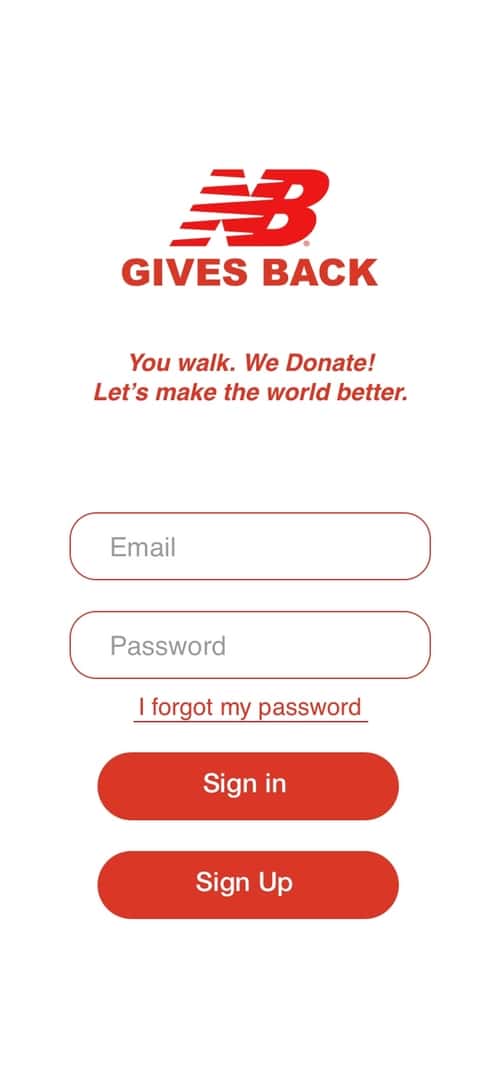 NB
GIVES BACK
You walk. We Donate!
Let’s make the world better.
Email
Password
I forgot my password
Sign in
Sign Up